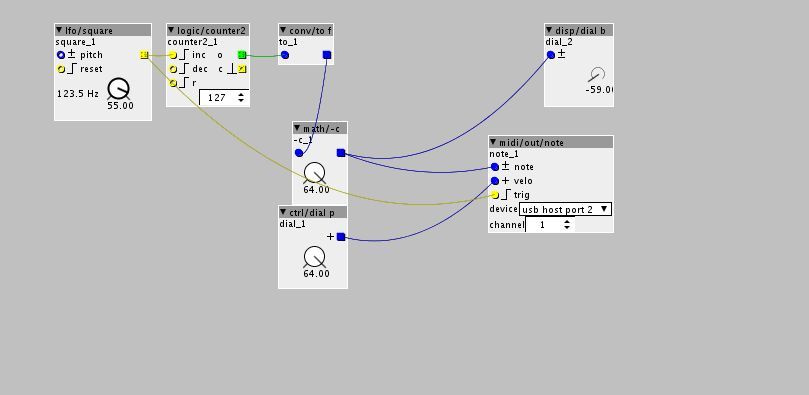 lfo/square
square_1
± pitch
reset
123.5 Hz
55.00
logic/counter2
counter2_1
inc o
dec c
r
127
conv/to f
to_1
math/-c
-c_1
64.00
ctrl/dial p
dial_1
+
64.00
disp/dial b
dial_2
±
-59.0
midi/out/note
note_1
± note
+ velo
trig
device usb host port 2
channel 1